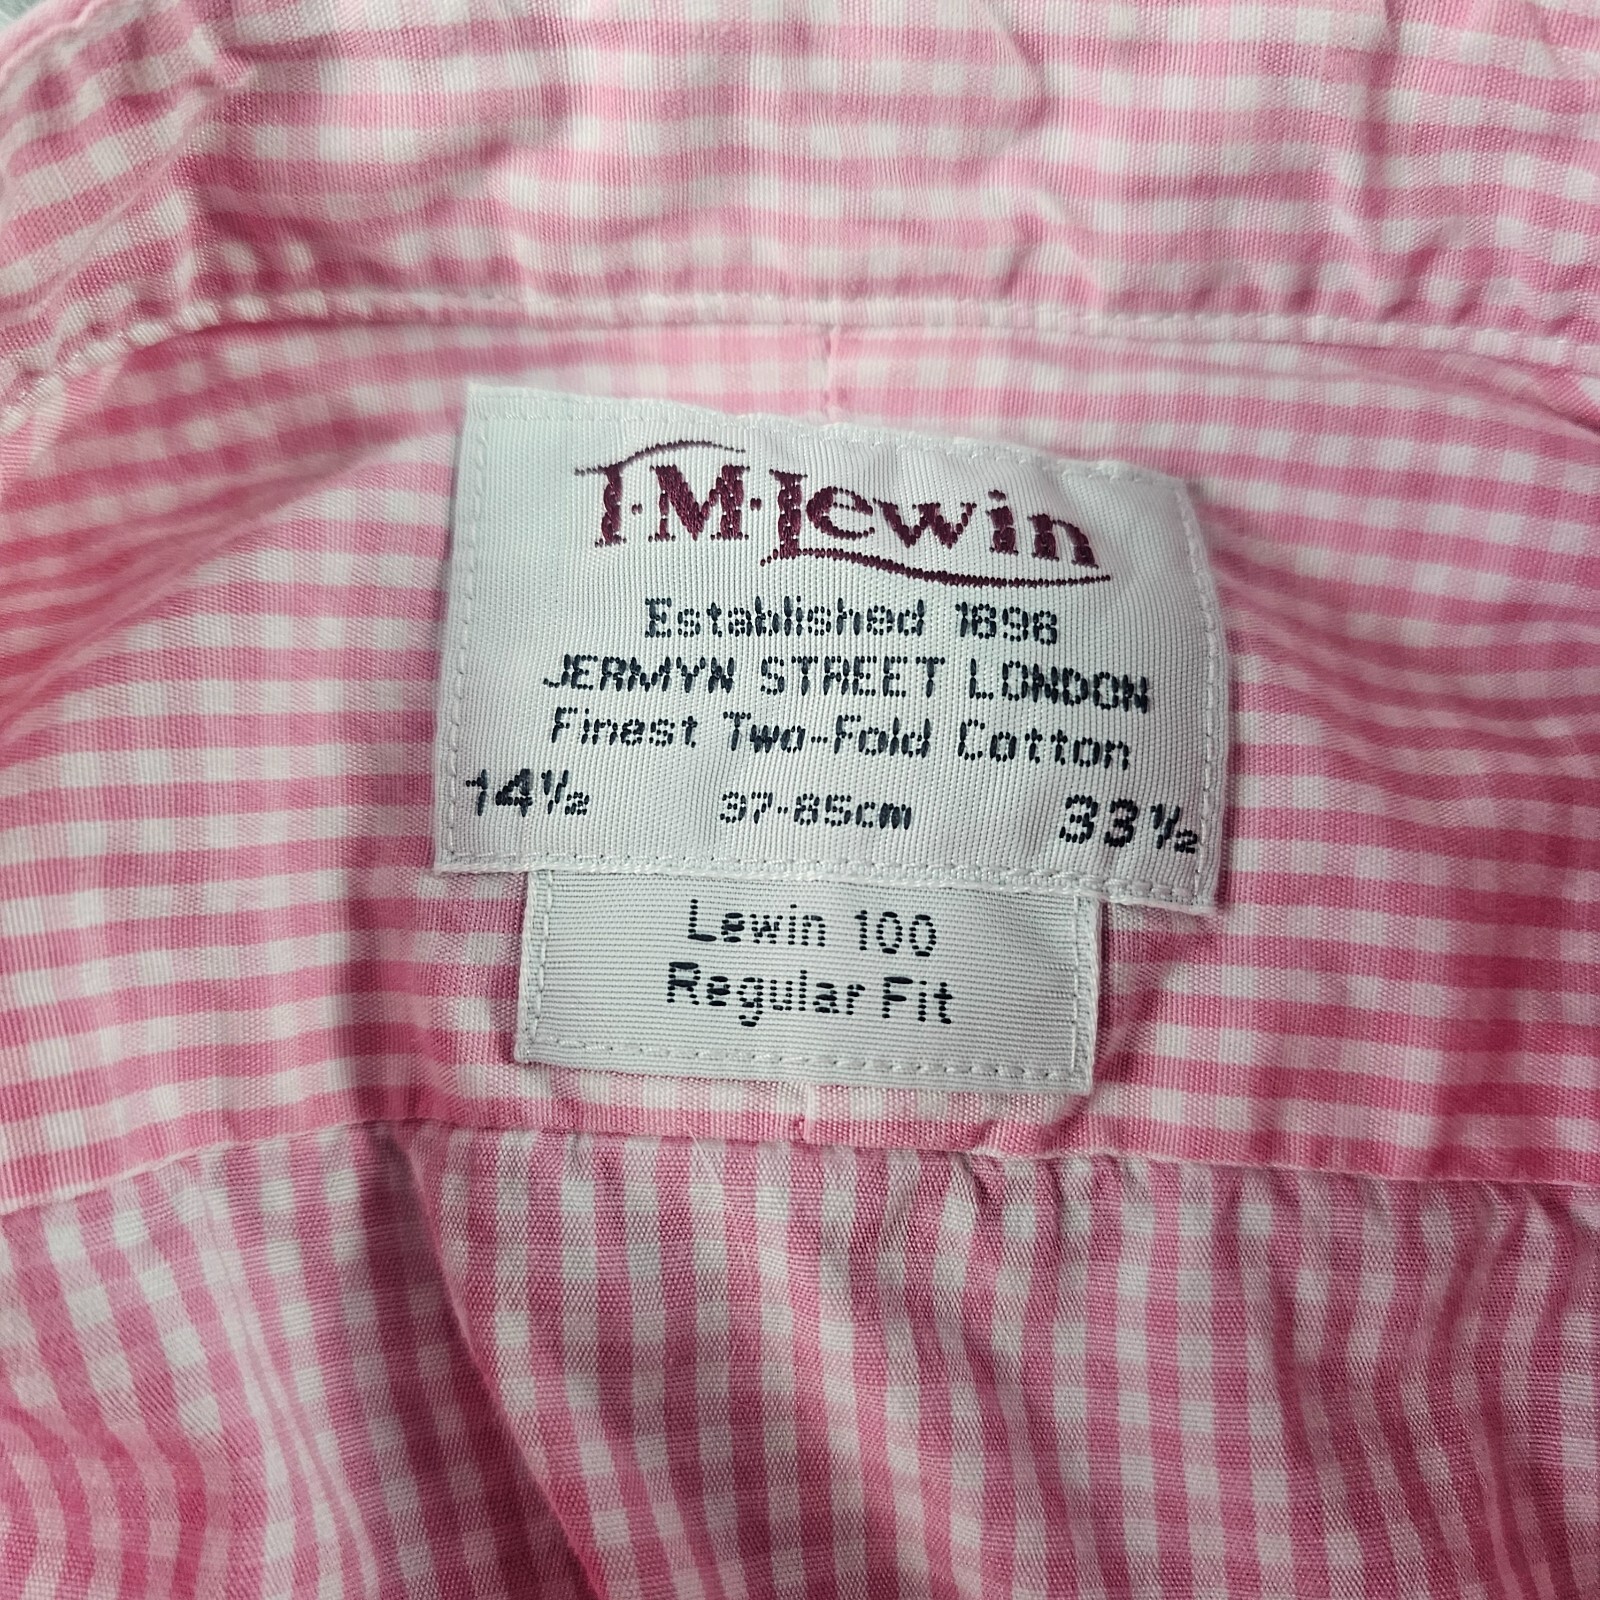 T·M·Lewin
Established 1898
JERMYN STREET LONDON
Finest Two-Fold Cotton
14½ 37-85cm 33½
Lewin 100
Regular Fit